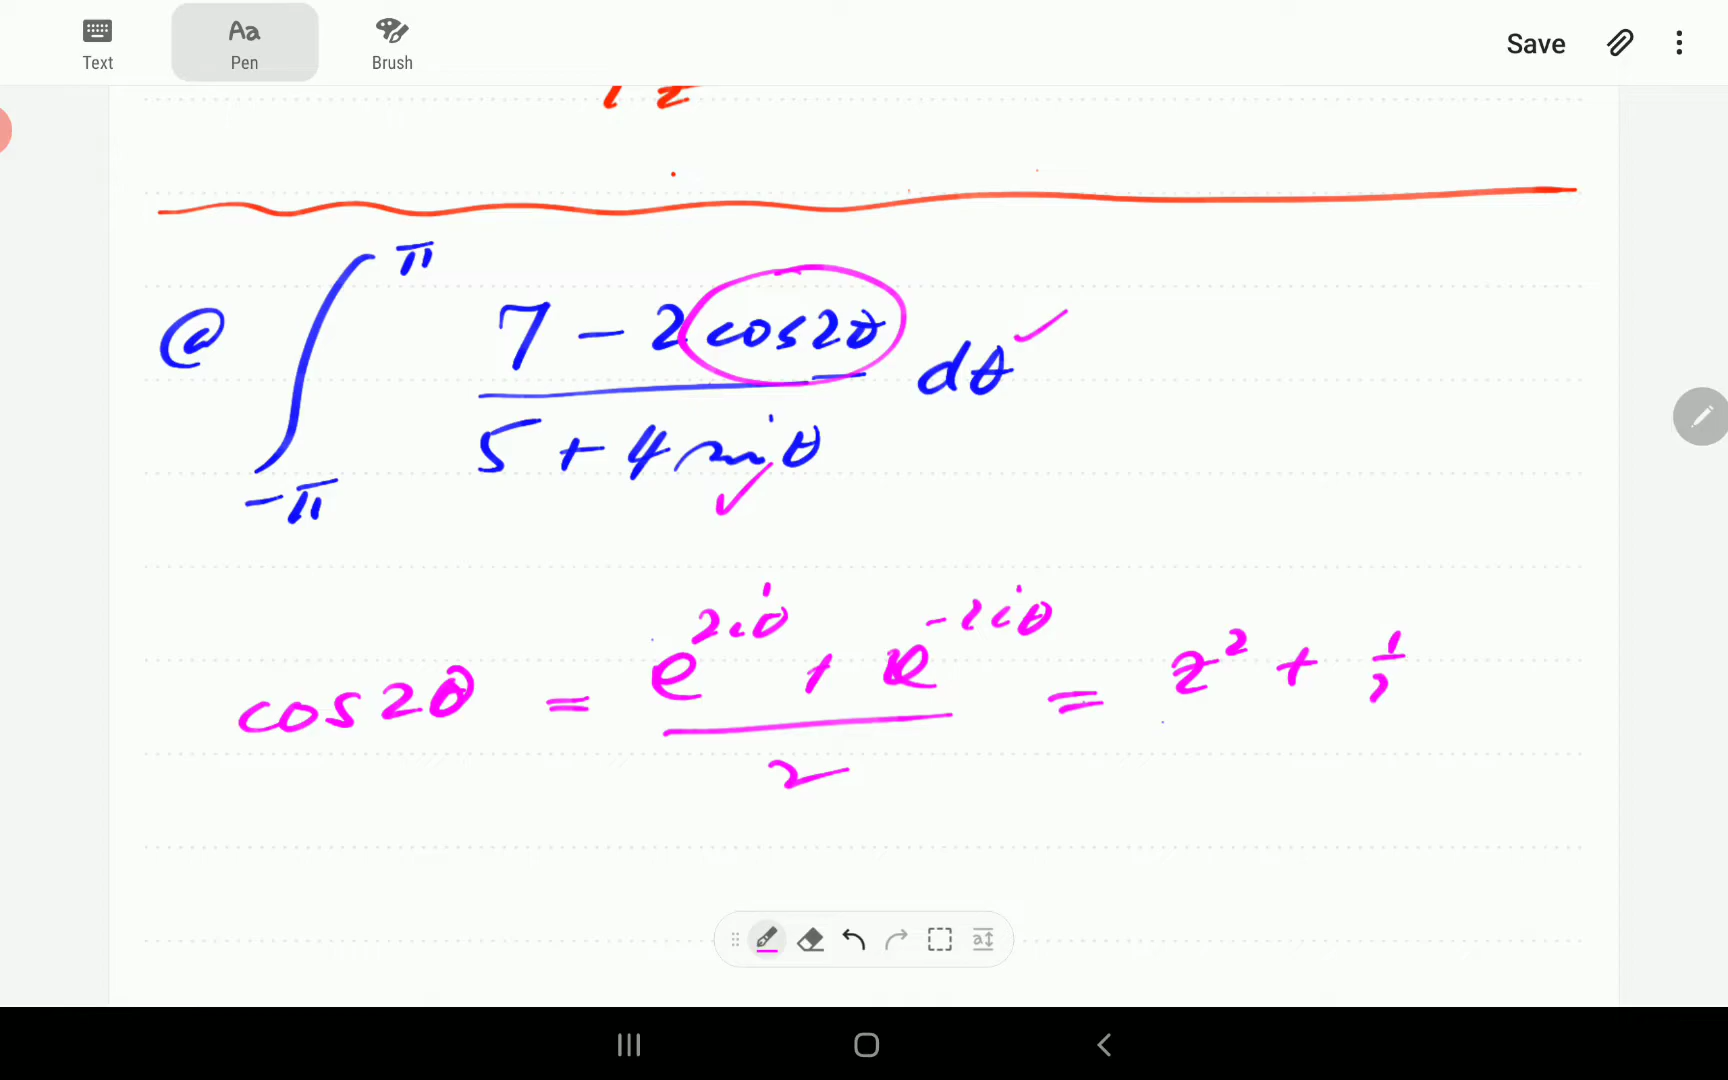 Text Pen Brush Save
@ ∫_{-π}^{π} (7 - 2cos2θ)/(5 + 4sinθ) dθ ✓
✓
cos2θ = (e^{2iθ} + e^{-2iθ})/2 = z² + 1/